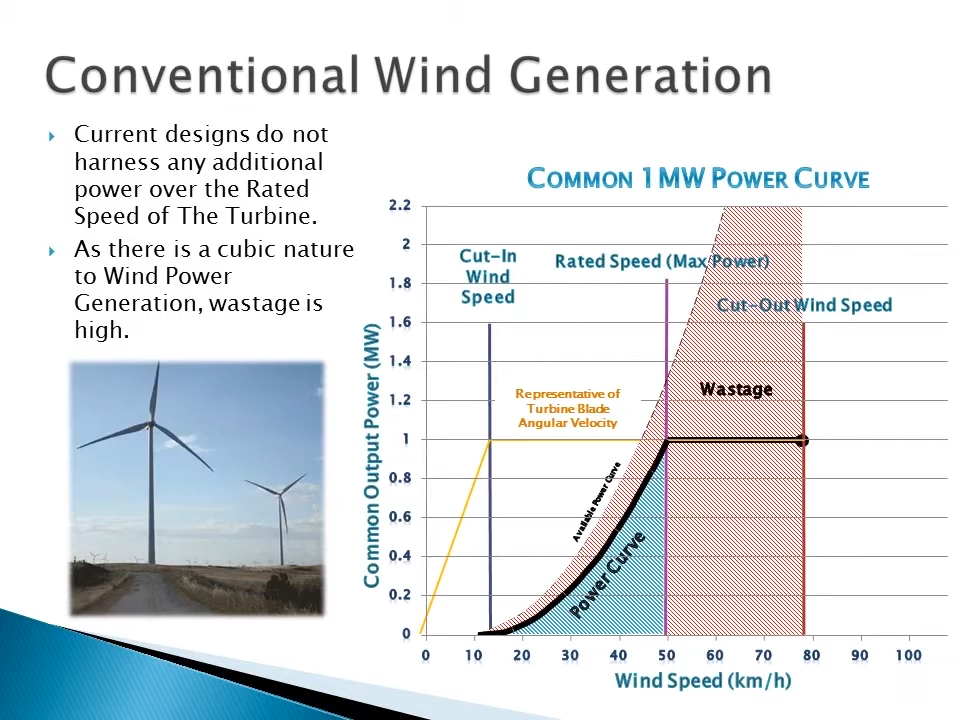 Conventional Wind Generation
Current designs do not
harness any additional
power over the Rated
Speed of The Turbine.
As there is a cubic nature
to Wind Power
Generation, wastage is
high.
COMMON 1MW POWER CURVE
2.2
2
1.8
1.6
1.4
1.2
1
0.8
0.6
0.4
0.2
0
Common Output Power (MW)
Cut-In
Wind
Speed
Rated Speed (Max Power)
Cut-Out Wind Speed
Wastage
Representative of
Turbine Blade
Angular Velocity
Available Power Curve
Power Curve
0 10 20 30 40 50 60 70 80 90 100
Wind Speed (km/h)